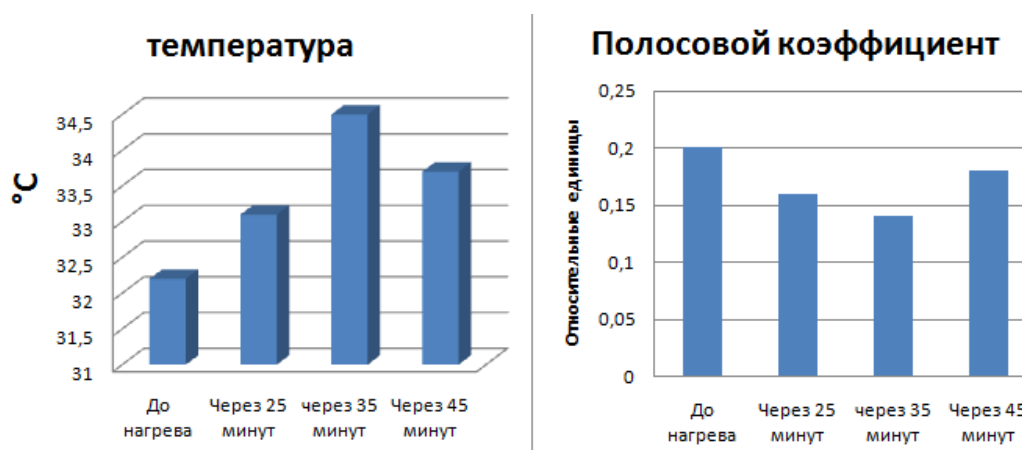 температура
°C
34,5
34
33,5
33
32,5
32
31,5
31
До нагрева
Через 25 минут
через 35 минут
Через 45 минут
Полосовой коэффициент
Относительные единицы
0,25
0,2
0,15
0,1
0,05
0
До нагрева
Через 25 минут
через 35 минут
Через 45 минут